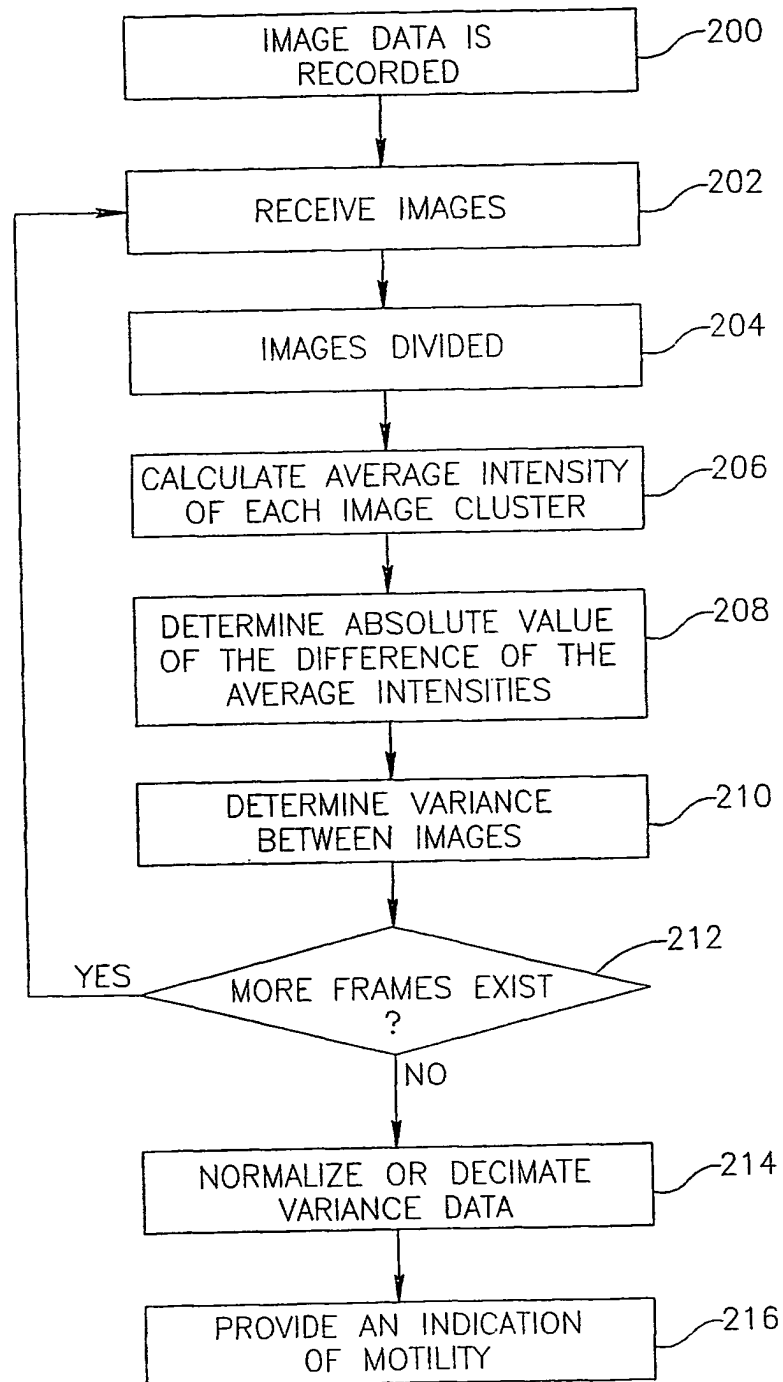 IMAGE DATA IS
RECORDED
200
RECEIVE IMAGES
202
IMAGES DIVIDED
204
CALCULATE AVERAGE INTENSITY
OF EACH IMAGE CLUSTER
206
DETERMINE ABSOLUTE VALUE
OF THE DIFFERENCE OF THE
AVERAGE INTENSITIES
208
DETERMINE VARIANCE
BETWEEN IMAGES
210
212
YES
MORE FRAMES EXIST
?
NO
NORMALIZE OR DECIMATE
VARIANCE DATA
214
PROVIDE AN INDICATION
OF MOTILITY
216